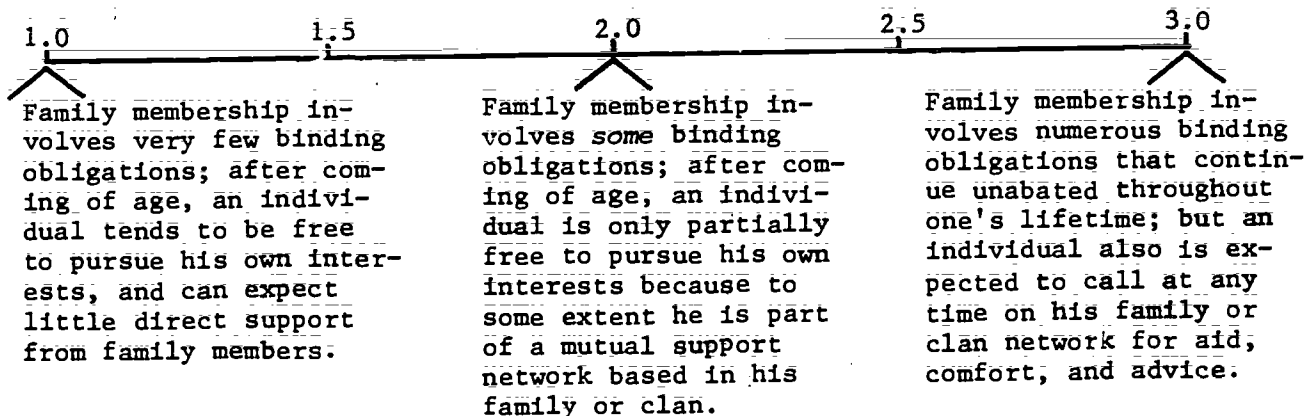 1.0 1.5 2.0 2.5 3.0
Family membership in-
volves very few binding
obligations; after com-
ing of age, an indivi-
dual tends to be free
to pursue his own inter-
ests, and can expect
little direct support
from family members.
Family membership in-
volves some binding
obligations; after com-
ing of age, an indivi-
dual is only partially
free to pursue his own
interests because to
some extent he is part
of a mutual support
network based in his
family or clan.
Family membership in-
volves numerous binding
obligations that contin-
ue unabated throughout
one's lifetime; but an
individual also is ex-
pected to call at any
time on his family or
clan network for aid,
comfort, and advice.